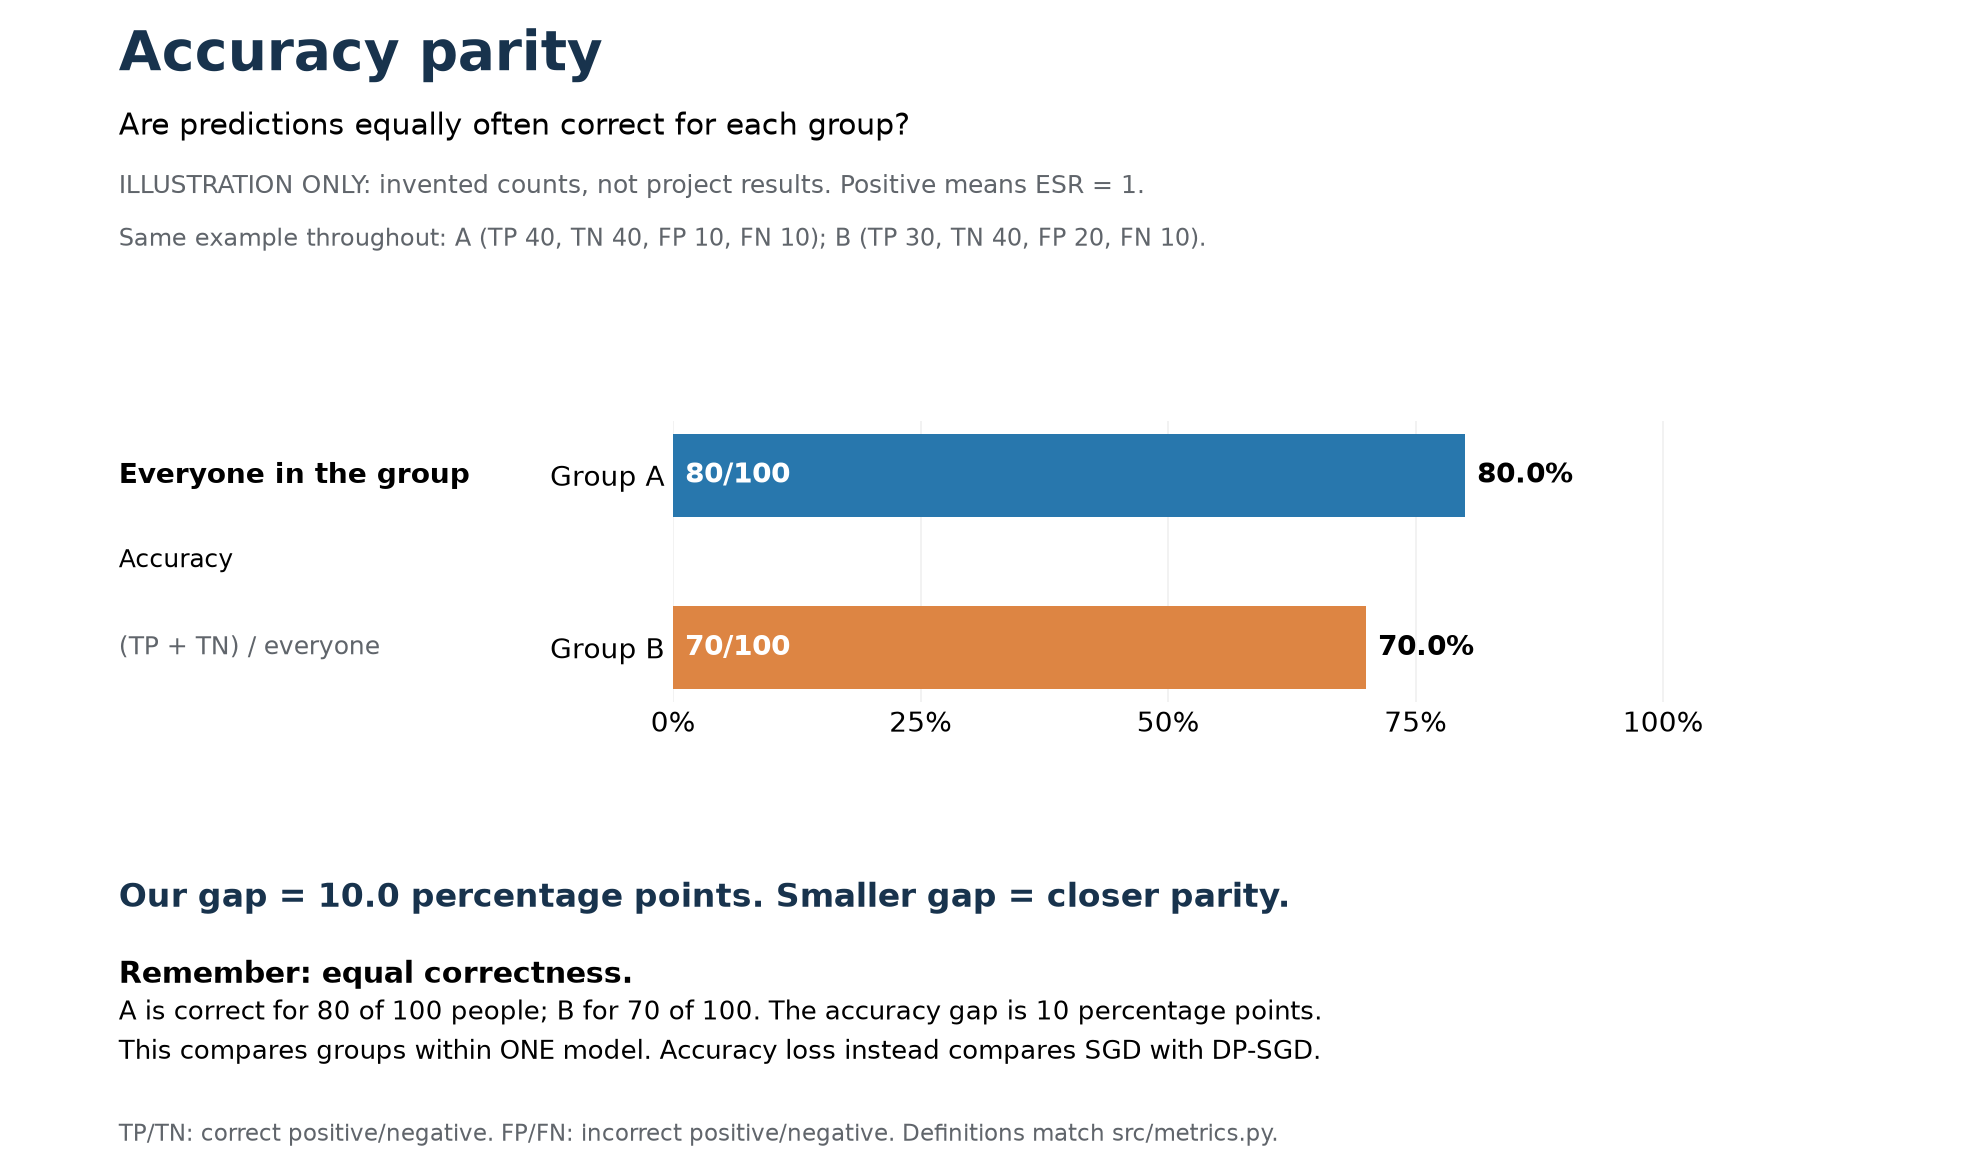 Accuracy parity
Are predictions equally often correct for each group?
ILLUSTRATION ONLY: invented counts, not project results. Positive means ESR = 1.
Same example throughout: A (TP 40, TN 40, FP 10, FN 10); B (TP 30, TN 40, FP 20, FN 10).
Everyone in the group
Group A
80/100
80.0%
Accuracy
(TP + TN) / everyone
Group B
70/100
70.0%
0% 25% 50% 75% 100%
Our gap = 10.0 percentage points. Smaller gap = closer parity.
Remember: equal correctness.
A is correct for 80 of 100 people; B for 70 of 100. The accuracy gap is 10 percentage points.
This compares groups within ONE model. Accuracy loss instead compares SGD with DP-SGD.
TP/TN: correct positive/negative. FP/FN: incorrect positive/negative. Definitions match src/metrics.py.